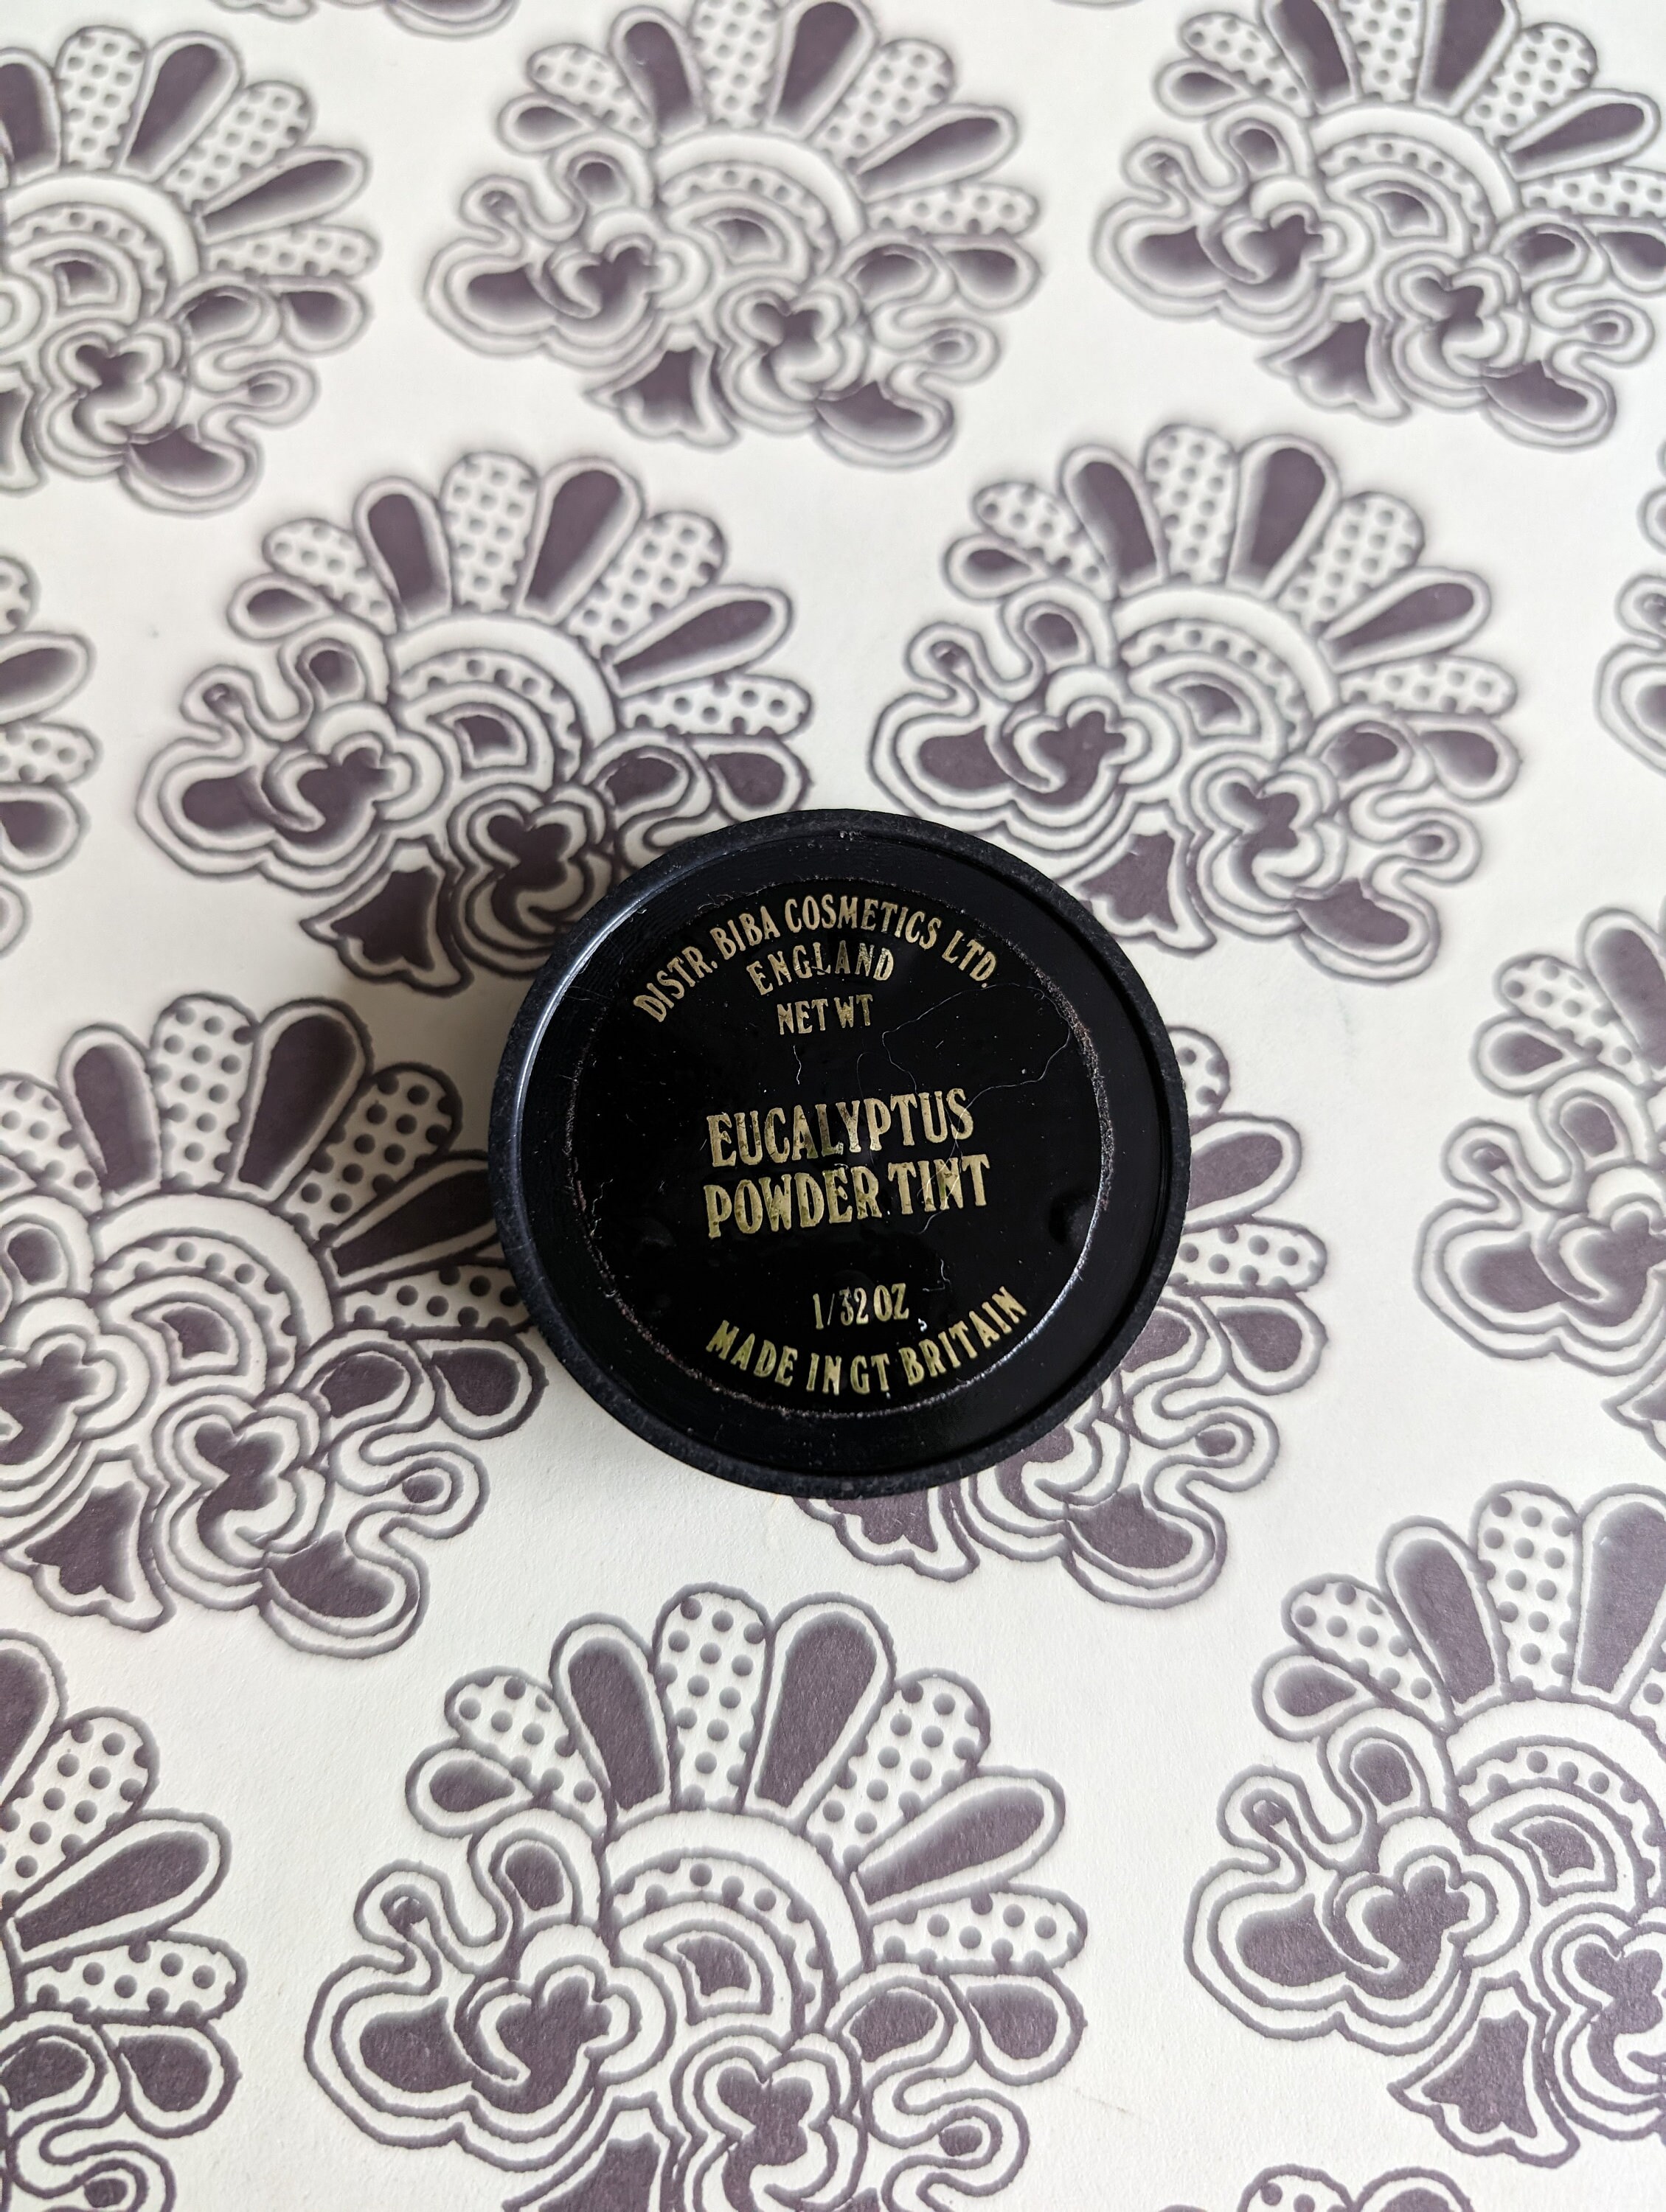 DISTR. BIBA COSMETICS LTD.
ENGLAND
NET WT
EUCALYPTUS
POWDER TINT
1/32 OZ
MADE IN GT BRITAIN